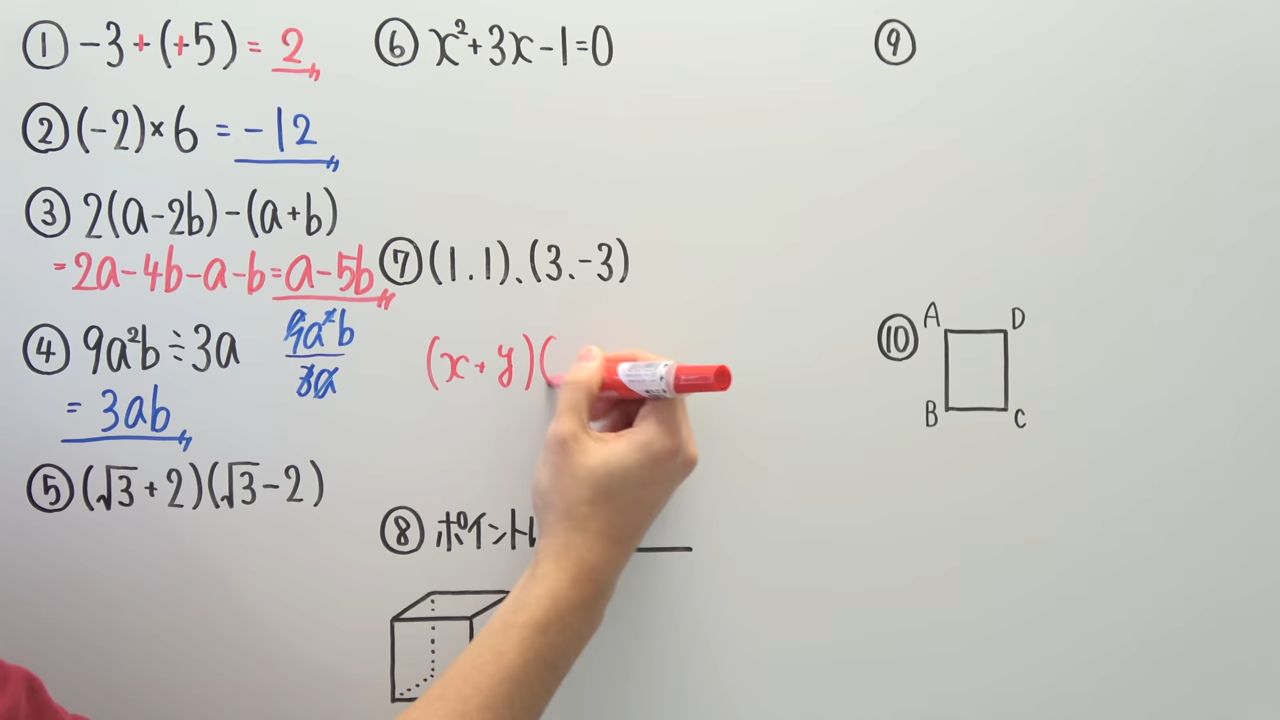 ① -3+(+5)=2
② (-2)×6=-12
③ 2(a-2b)-(a+b)
=2a-4b-a-b=a-5b
④ 9a²b÷3a
9a²b
3a
=3ab
⑤ (√3+2)(√3-2)
⑥ x²+3x-1=0
⑦ (1.1)、(3.-3)
(x+y)(
⑧ ポイントは
⑨
⑩
A
D
B
C